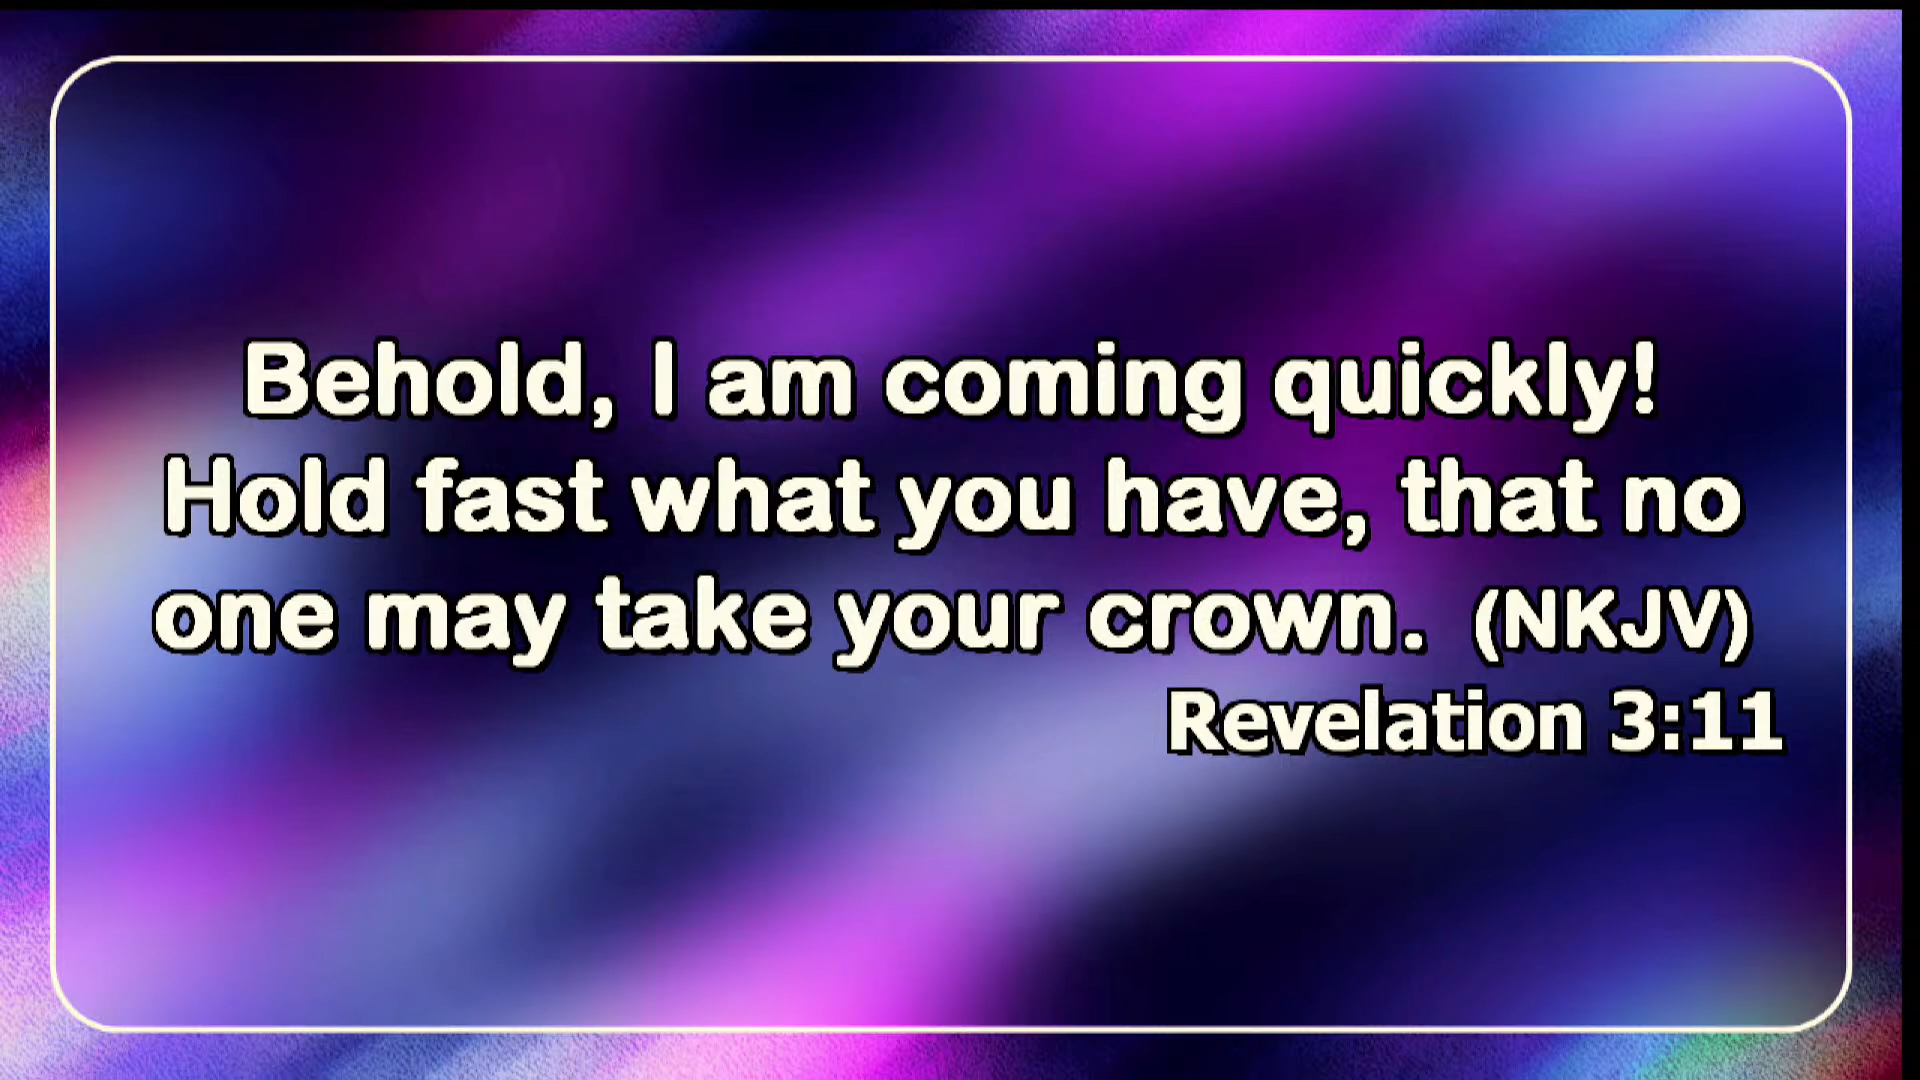 Behold, I am coming quickly!
Hold fast what you have, that no
one may take your crown. (NKJV)
Revelation 3:11